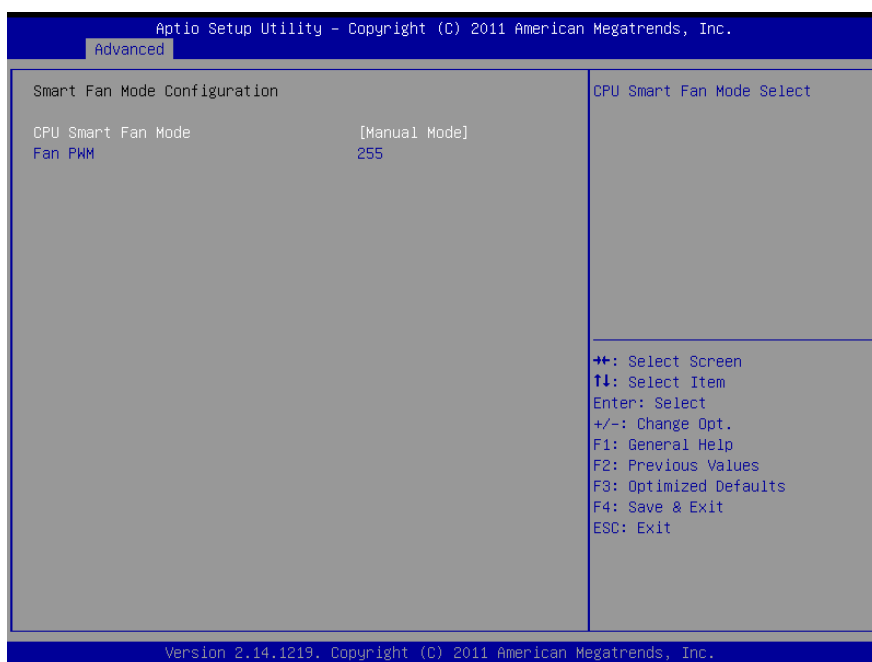 Aptio Setup Utility – Copyright (C) 2011 American Megatrends, Inc.
Advanced
Smart Fan Mode Configuration
CPU Smart Fan Mode [Manual Mode]
Fan PWM 255
CPU Smart Fan Mode Select
→←: Select Screen
↑↓: Select Item
Enter: Select
+/-: Change Opt.
F1: General Help
F2: Previous Values
F3: Optimized Defaults
F4: Save & Exit
ESC: Exit
Version 2.14.1219. Copyright (C) 2011 American Megatrends, Inc.